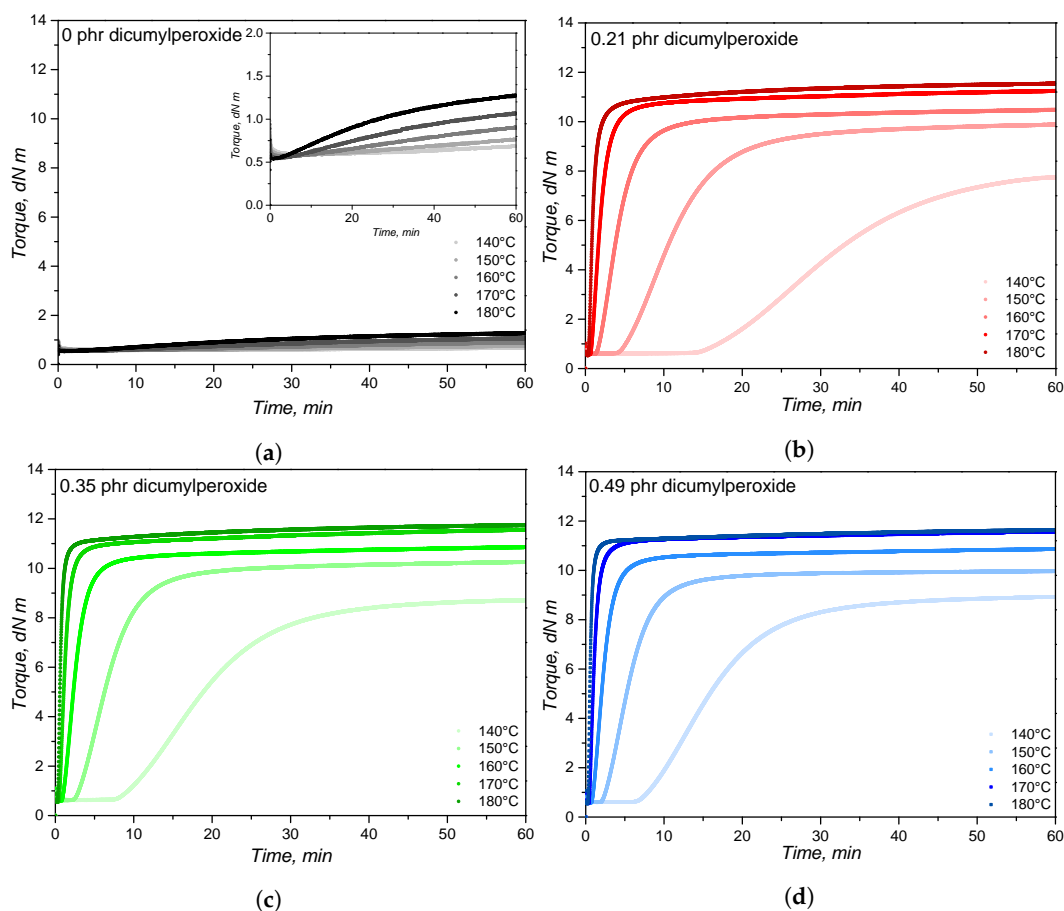 0 phr dicumylperoxide
Torque, dN m
14
12
10
8
6
4
2
0
0 10 20 30 40 50 60
Time, min
Torque, dN m
2.0
1.5
1.0
0.5
0.0
0 20 40 60
Time, min
140°C
150°C
160°C
170°C
180°C
(a)
0.21 phr dicumylperoxide
Torque, dN m
14
12
10
8
6
4
2
0
0 10 20 30 40 50 60
Time, min
140°C
150°C
160°C
170°C
180°C
(b)
0.35 phr dicumylperoxide
Torque, dN m
14
12
10
8
6
4
2
0
0 10 20 30 40 50 60
Time, min
140°C
150°C
160°C
170°C
180°C
(c)
0.49 phr dicumylperoxide
Torque, dN m
14
12
10
8
6
4
2
0
0 10 20 30 40 50 60
Time, min
140°C
150°C
160°C
170°C
180°C
(d)